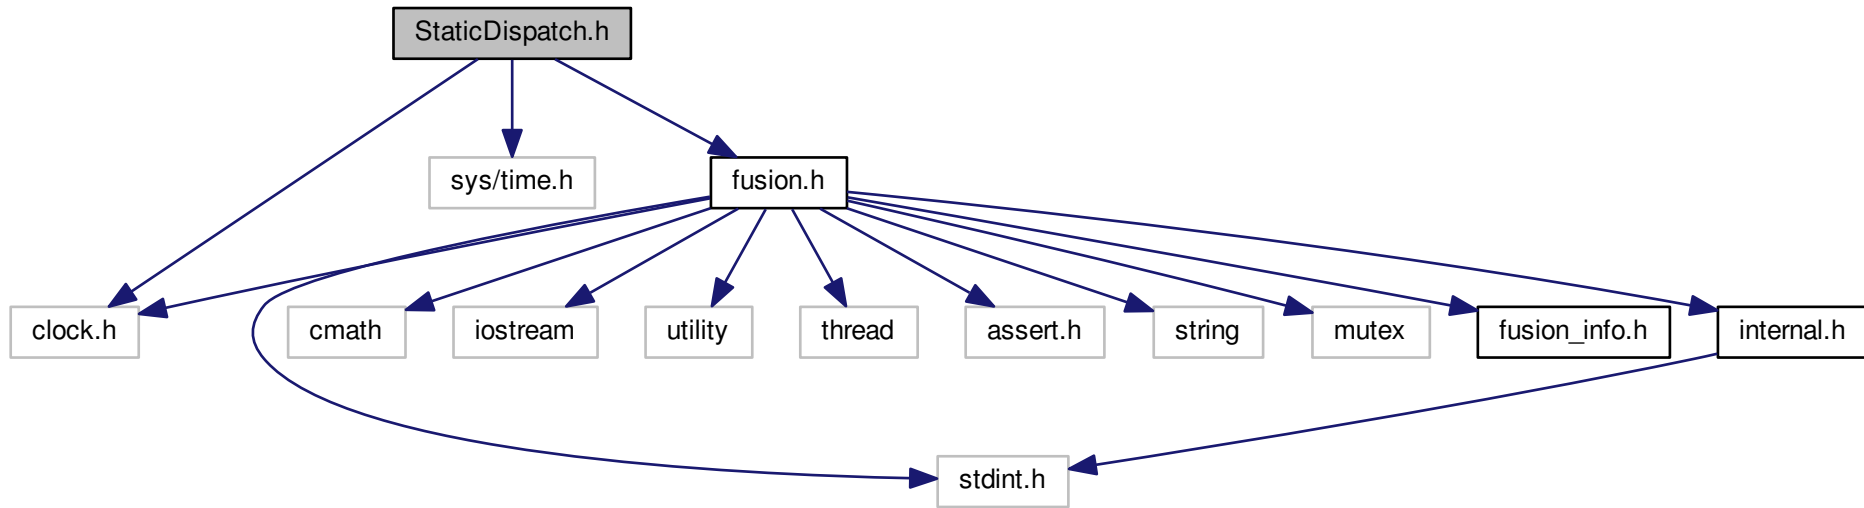 StaticDispatch.h
sys/time.h
fusion.h
clock.h
cmath
iostream
utility
thread
assert.h
string
mutex
fusion_info.h
internal.h
stdint.h